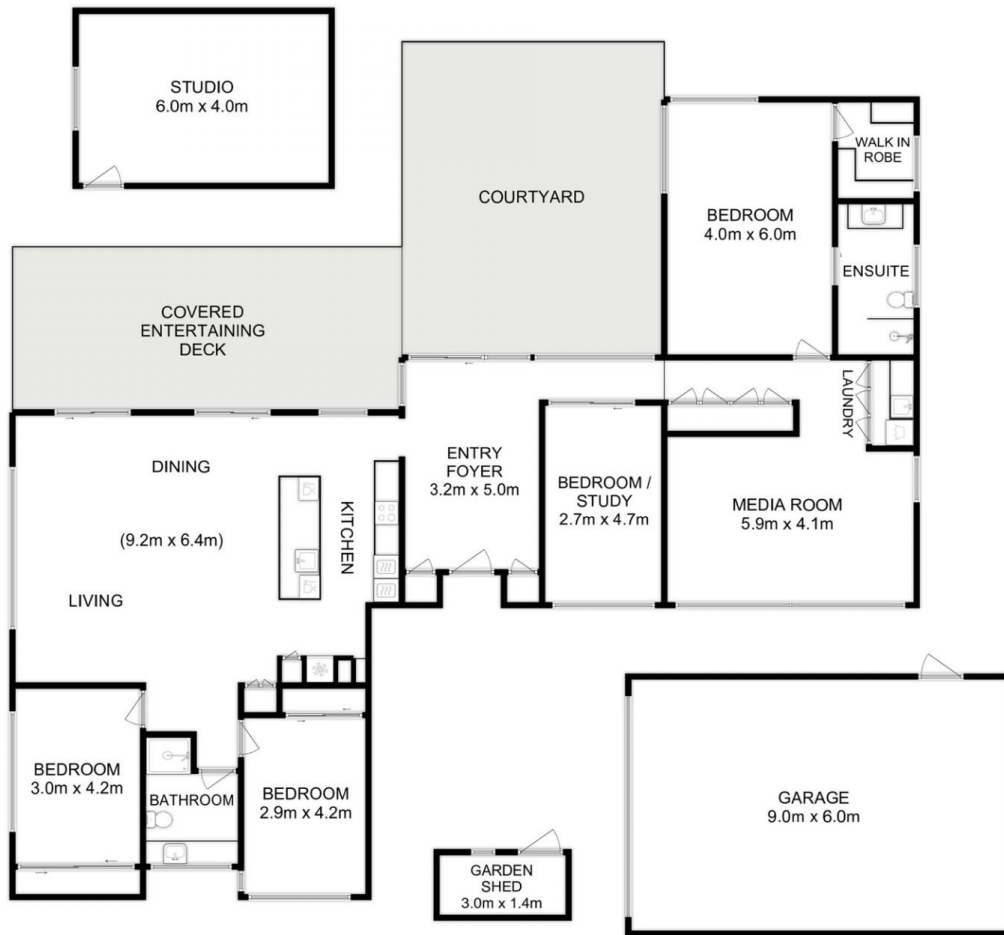 STUDIO
6.0m x 4.0m
COURTYARD
WALK IN
ROBE
BEDROOM
4.0m x 6.0m
ENSUITE
COVERED
ENTERTAINING
DECK
LAUNDRY
DINING
(9.2m x 6.4m)
LIVING
KITCHEN
ENTRY
FOYER
3.2m x 5.0m
BEDROOM /
STUDY
2.7m x 4.7m
MEDIA ROOM
5.9m x 4.1m
BEDROOM
3.0m x 4.2m
BATHROOM
BEDROOM
2.9m x 4.2m
GARDEN
SHED
3.0m x 1.4m
GARAGE
9.0m x 6.0m